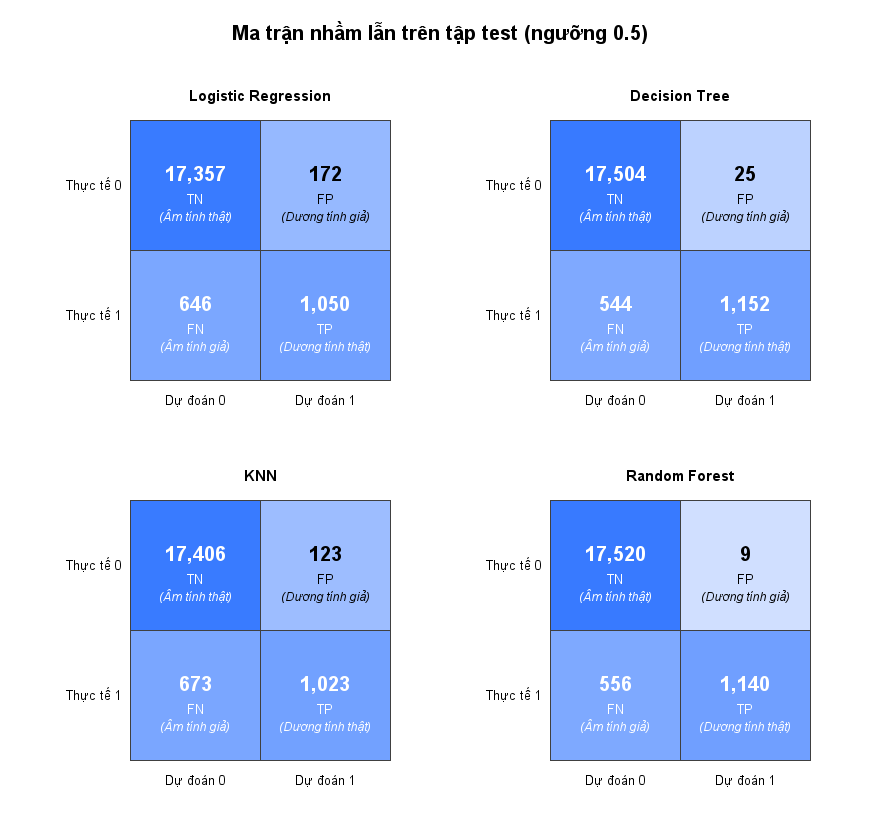 Ma trận nhầm lẫn trên tập test (ngưỡng 0.5)
Logistic Regression
Thực tế 0
17,357
TN
(Âm tính thật)
172
FP
(Dương tính giả)
Thực tế 1
646
FN
(Âm tính giả)
1,050
TP
(Dương tính thật)
Dự đoán 0
Dự đoán 1
Decision Tree
Thực tế 0
17,504
TN
(Âm tính thật)
25
FP
(Dương tính giả)
Thực tế 1
544
FN
(Âm tính giả)
1,152
TP
(Dương tính thật)
Dự đoán 0
Dự đoán 1
KNN
Thực tế 0
17,406
TN
(Âm tính thật)
123
FP
(Dương tính giả)
Thực tế 1
673
FN
(Âm tính giả)
1,023
TP
(Dương tính thật)
Dự đoán 0
Dự đoán 1
Random Forest
Thực tế 0
17,520
TN
(Âm tính thật)
9
FP
(Dương tính giả)
Thực tế 1
556
FN
(Âm tính giả)
1,140
TP
(Dương tính thật)
Dự đoán 0
Dự đoán 1